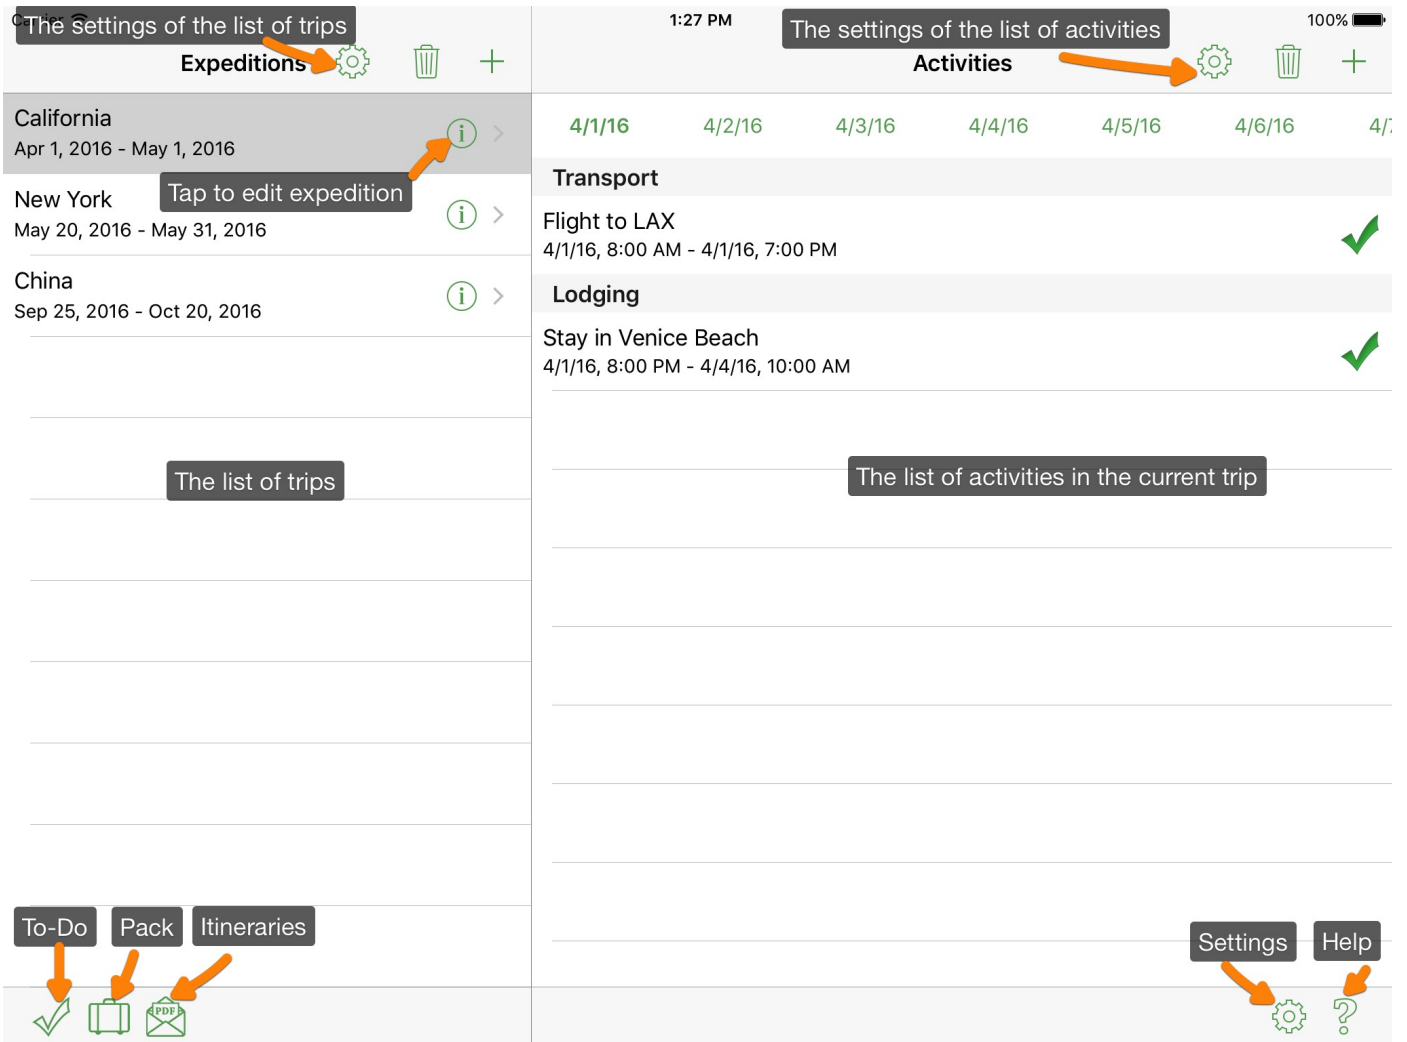 The settings of the list of trips
1:27 PM
The settings of the list of activities
100%
Expeditions
Activities
California
Apr 1, 2016 - May 1, 2016
Tap to edit expedition
New York
May 20, 2016 - May 31, 2016
China
Sep 25, 2016 - Oct 20, 2016
The list of trips
4/1/16 4/2/16 4/3/16 4/4/16 4/5/16 4/6/16
Transport
Flight to LAX
4/1/16, 8:00 AM - 4/1/16, 7:00 PM
Lodging
Stay in Venice Beach
4/1/16, 8:00 PM - 4/4/16, 10:00 AM
The list of activities in the current trip
To-Do
Pack
Itineraries
PDF
Settings
Help